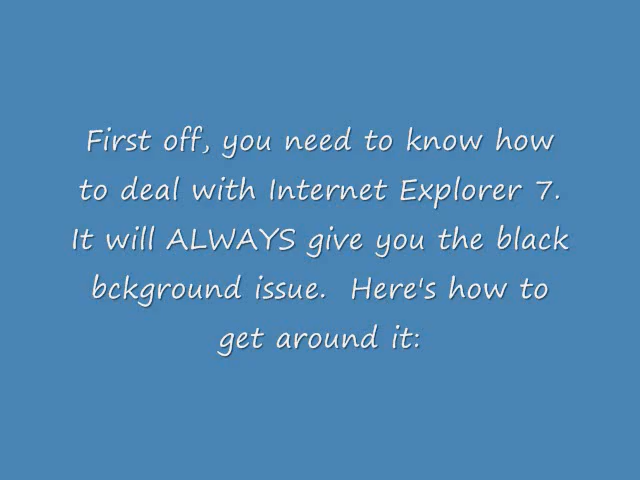 First off, you need to know how
to deal with Internet Explorer 7.
It will ALWAYS give you the black
bckground issue.  Here's how to
get around it: